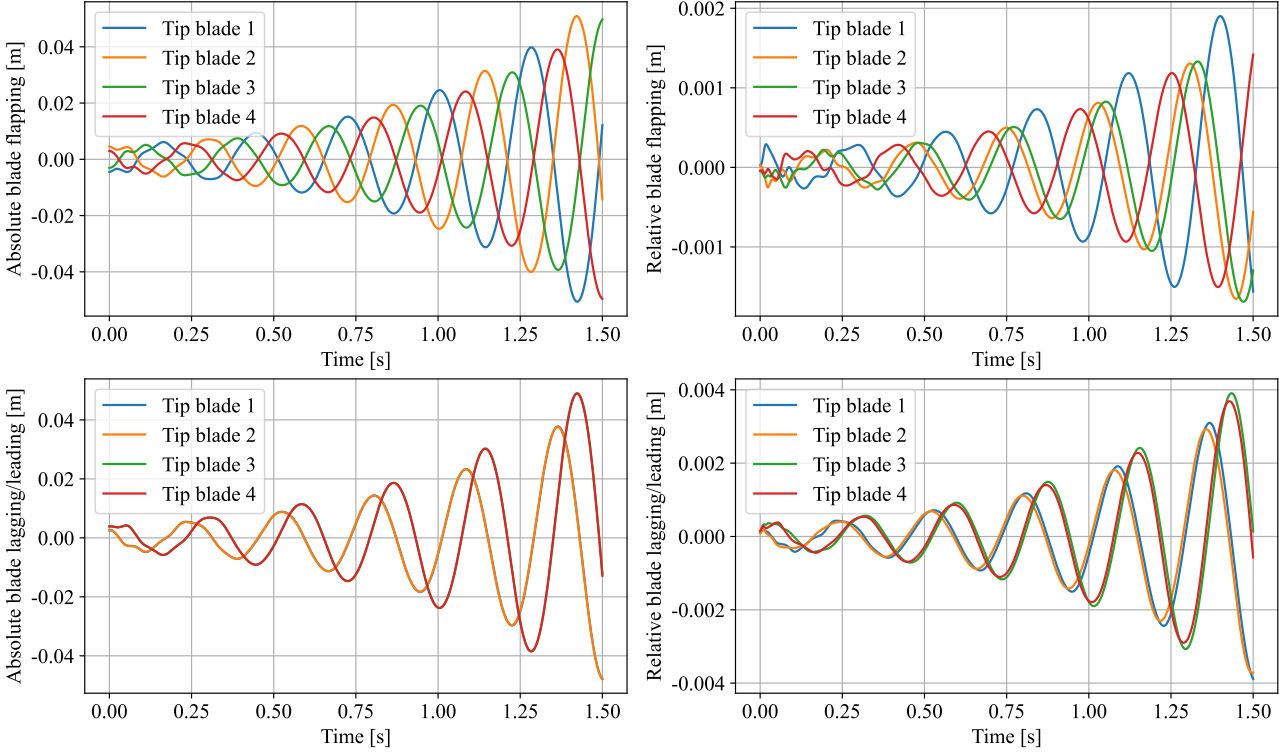 Absolute blade flapping [m]
0.04
0.02
0.00
-0.02
-0.04
Tip blade 1
Tip blade 2
Tip blade 3
Tip blade 4
0.00 0.25 0.50 0.75 1.00 1.25 1.50
Time [s]
Relative blade flapping [m]
0.002
0.001
0.000
-0.001
Tip blade 1
Tip blade 2
Tip blade 3
Tip blade 4
0.00 0.25 0.50 0.75 1.00 1.25 1.50
Time [s]
Absolute blade lagging/leading [m]
0.04
0.02
0.00
-0.02
-0.04
Tip blade 1
Tip blade 2
Tip blade 3
Tip blade 4
0.00 0.25 0.50 0.75 1.00 1.25 1.50
Time [s]
Relative blade lagging/leading [m]
0.004
0.002
0.000
-0.002
-0.004
Tip blade 1
Tip blade 2
Tip blade 3
Tip blade 4
0.00 0.25 0.50 0.75 1.00 1.25 1.50
Time [s]